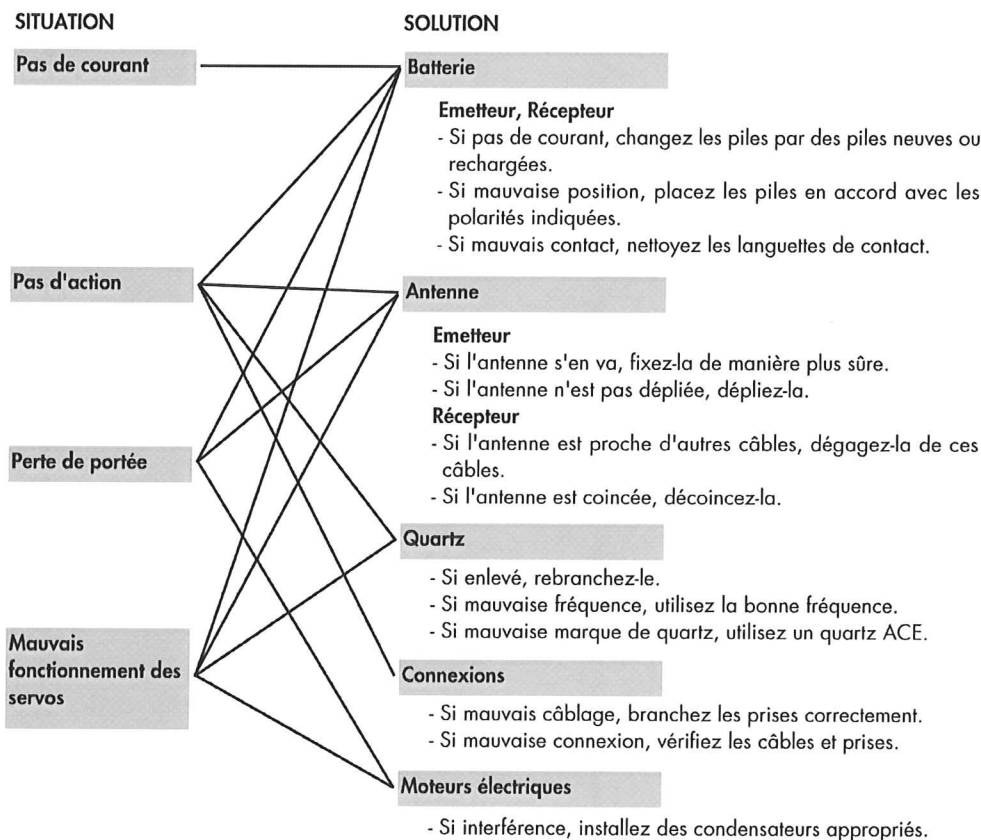 SITUATION
SOLUTION
Pas de courant
Batterie
Emetteur, Récepteur
- Si pas de courant, changez les piles par des piles neuves ou
rechargées.
- Si mauvaise position, placez les piles en accord avec les
polarités indiquées.
- Si mauvais contact, nettoyez les languettes de contact.
Pas d'action
Antenne
Emetteur
- Si l'antenne s'en va, fixez-la de manière plus sûre.
- Si l'antenne n'est pas dépliée, dépliez-la.
Récepteur
- Si l'antenne est proche d'autres câbles, dégagez-la de ces
câbles.
- Si l'antenne est coincée, décoincez-la.
Perte de portée
Quartz
- Si enlevé, rebranchez-le.
- Si mauvaise fréquence, utilisez la bonne fréquence.
- Si mauvaise marque de quartz, utilisez un quartz ACE.
Mauvais
fonctionnement des
servos
Connexions
- Si mauvais câblage, branchez les prises correctement.
- Si mauvaise connexion, vérifiez les câbles et prises.
Moteurs électriques
- Si interférence, installez des condensateurs appropriés.